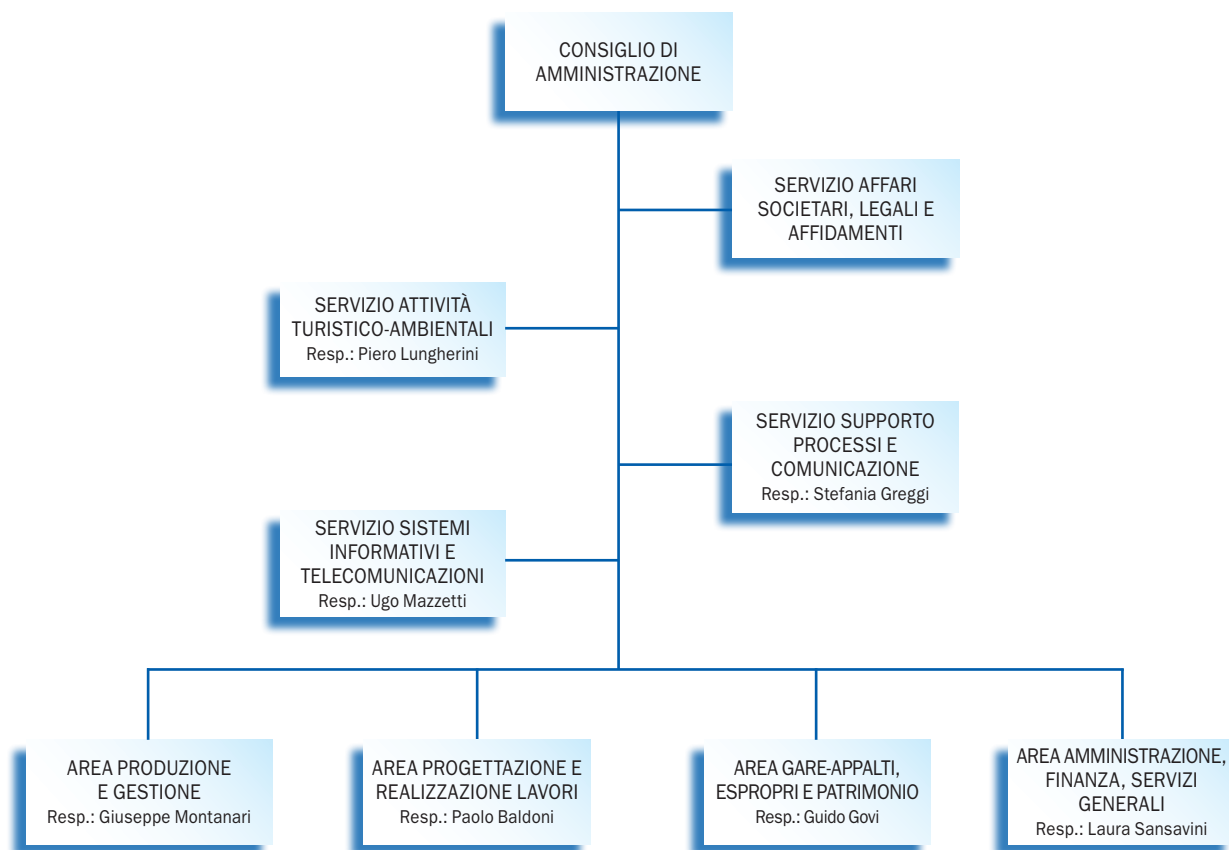 CONSIGLIO DI
AMMINISTRAZIONE
SERVIZIO AFFARI
SOCIETARI, LEGALI E
AFFIDAMENTI
SERVIZIO ATTIVITÀ
TURISTICO-AMBIENTALI
Resp.: Piero Lungherini
SERVIZIO SUPPORTO
PROCESSI E
COMUNICAZIONE
Resp.: Stefania Greggi
SERVIZIO SISTEMI
INFORMATIVI E
TELECOMUNICAZIONI
Resp.: Ugo Mazzetti
AREA PRODUZIONE
E GESTIONE
Resp.: Giuseppe Montanari
AREA PROGETTAZIONE E
REALIZZAZIONE LAVORI
Resp.: Paolo Baldoni
AREA GARE-APPALTI,
ESPROPRI E PATRIMONIO
Resp.: Guido Govi
AREA AMMINISTRAZIONE,
FINANZA, SERVIZI
GENERALI
Resp.: Laura Sansavini